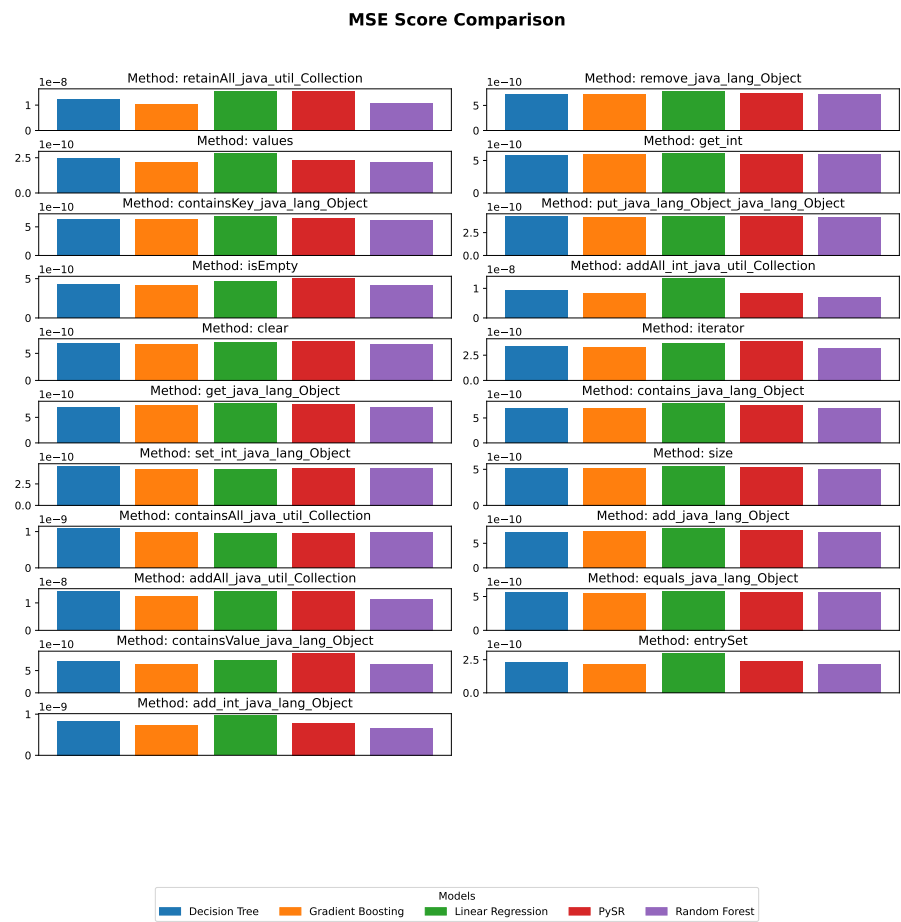 MSE Score Comparison
1e−8
Method: retainAll_java_util_Collection
1
0
1e−10
Method: remove_java_lang_Object
5
0
1e−10
Method: values
2.5
0.0
1e−10
Method: get_int
5
0
1e−10
Method: containsKey_java_lang_Object
5
0
1e−10
Method: put_java_lang_Object_java_lang_Object
2.5
0.0
1e−10
Method: isEmpty
5
0
1e−8
Method: addAll_int_java_util_Collection
1
0
1e−10
Method: clear
5
0
1e−10
Method: iterator
2.5
0.0
1e−10
Method: get_java_lang_Object
5
0
1e−10
Method: contains_java_lang_Object
5
0
1e−10
Method: set_int_java_lang_Object
2.5
0.0
1e−10
Method: size
5
0
1e−9
Method: containsAll_java_util_Collection
1
0
1e−10
Method: add_java_lang_Object
5
0
1e−8
Method: addAll_java_util_Collection
1
0
1e−10
Method: equals_java_lang_Object
5
0
1e−10
Method: containsValue_java_lang_Object
5
0
1e−10
Method: entrySet
2.5
0.0
1e−9
Method: add_int_java_lang_Object
1
0
Models
Decision Tree Gradient Boosting Linear Regression PySR Random Forest